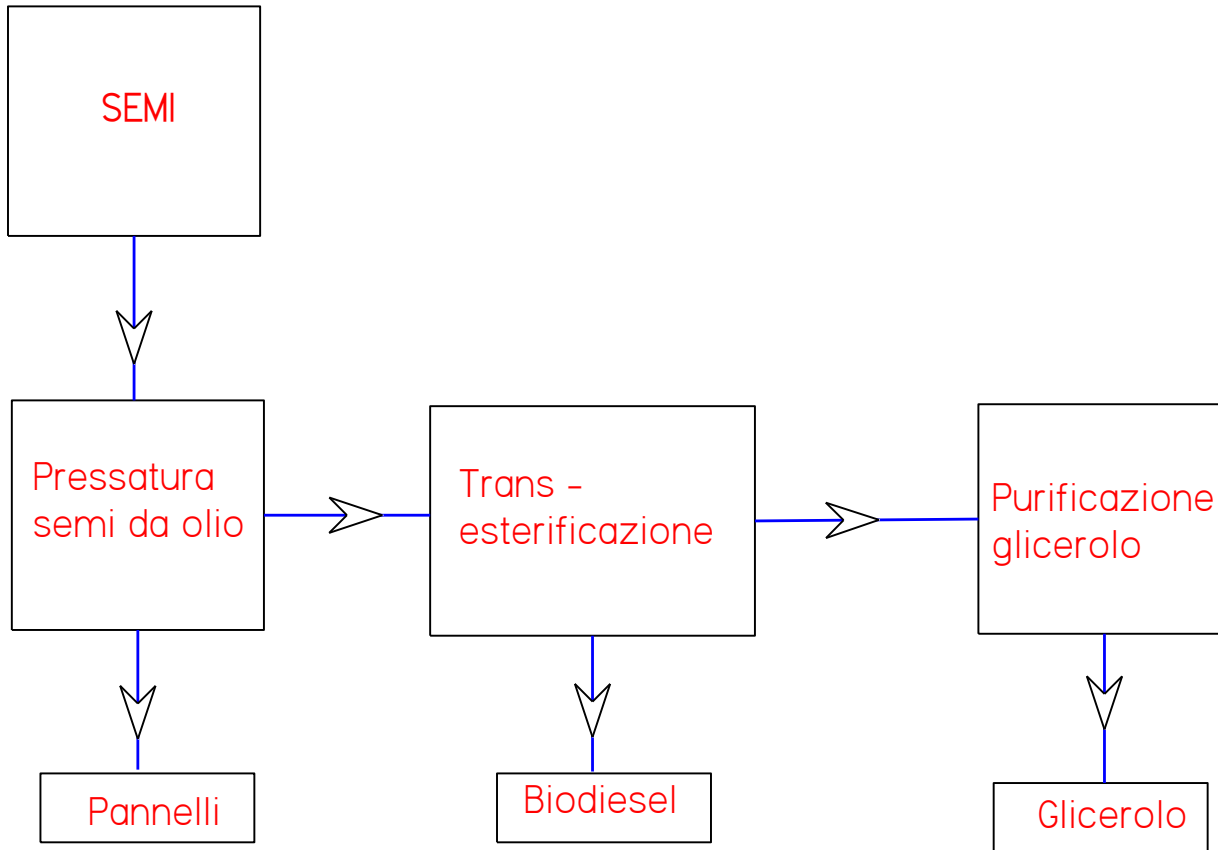 SEMI
Pressatura
semi da olio
Trans -
esterificazione
Purificazione
glicerolo
Pannelli
Biodiesel
Glicerolo